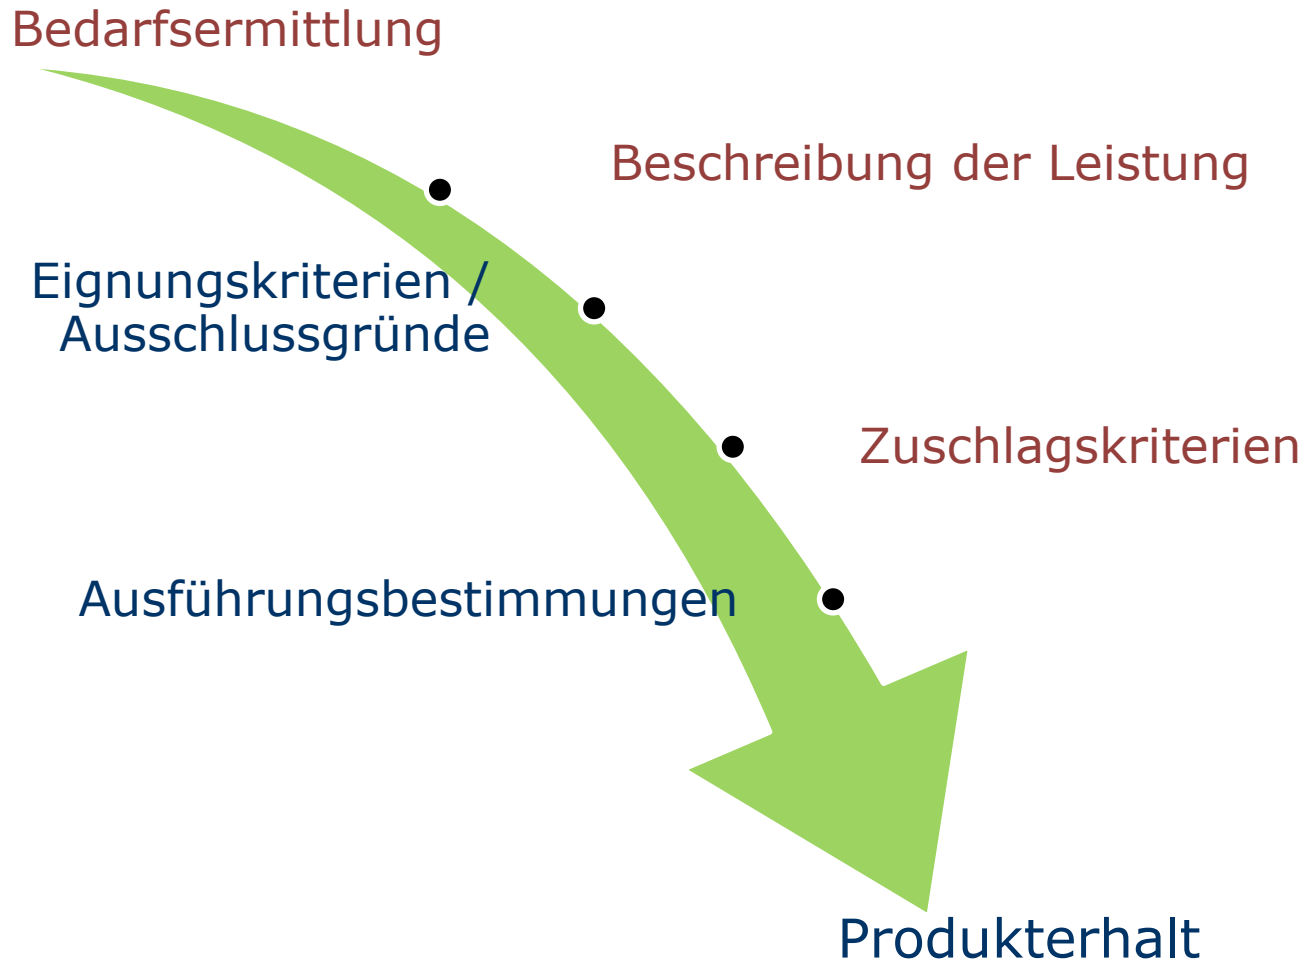 Bedarfsermittlung
Beschreibung der Leistung
Eignungskriterien /
Ausschlussgründe
Zuschlagskriterien
Ausführungsbestimmungen
Produkterhalt